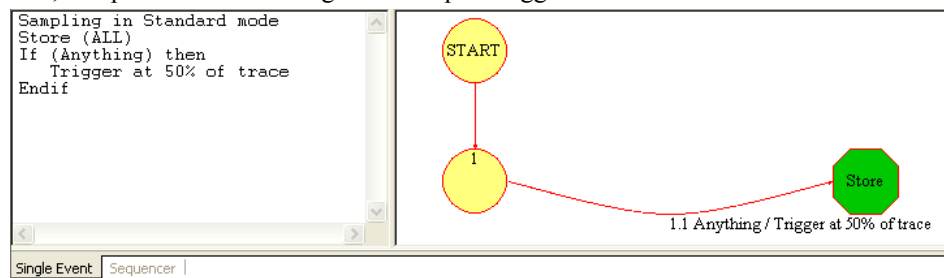 Sampling in Standard mode
Store (ALL)
If (Anything) then
Trigger at 50% of trace
Endif
START
1
Store
1.1 Anything / Trigger at 50% of trace
Single Event
Sequencer